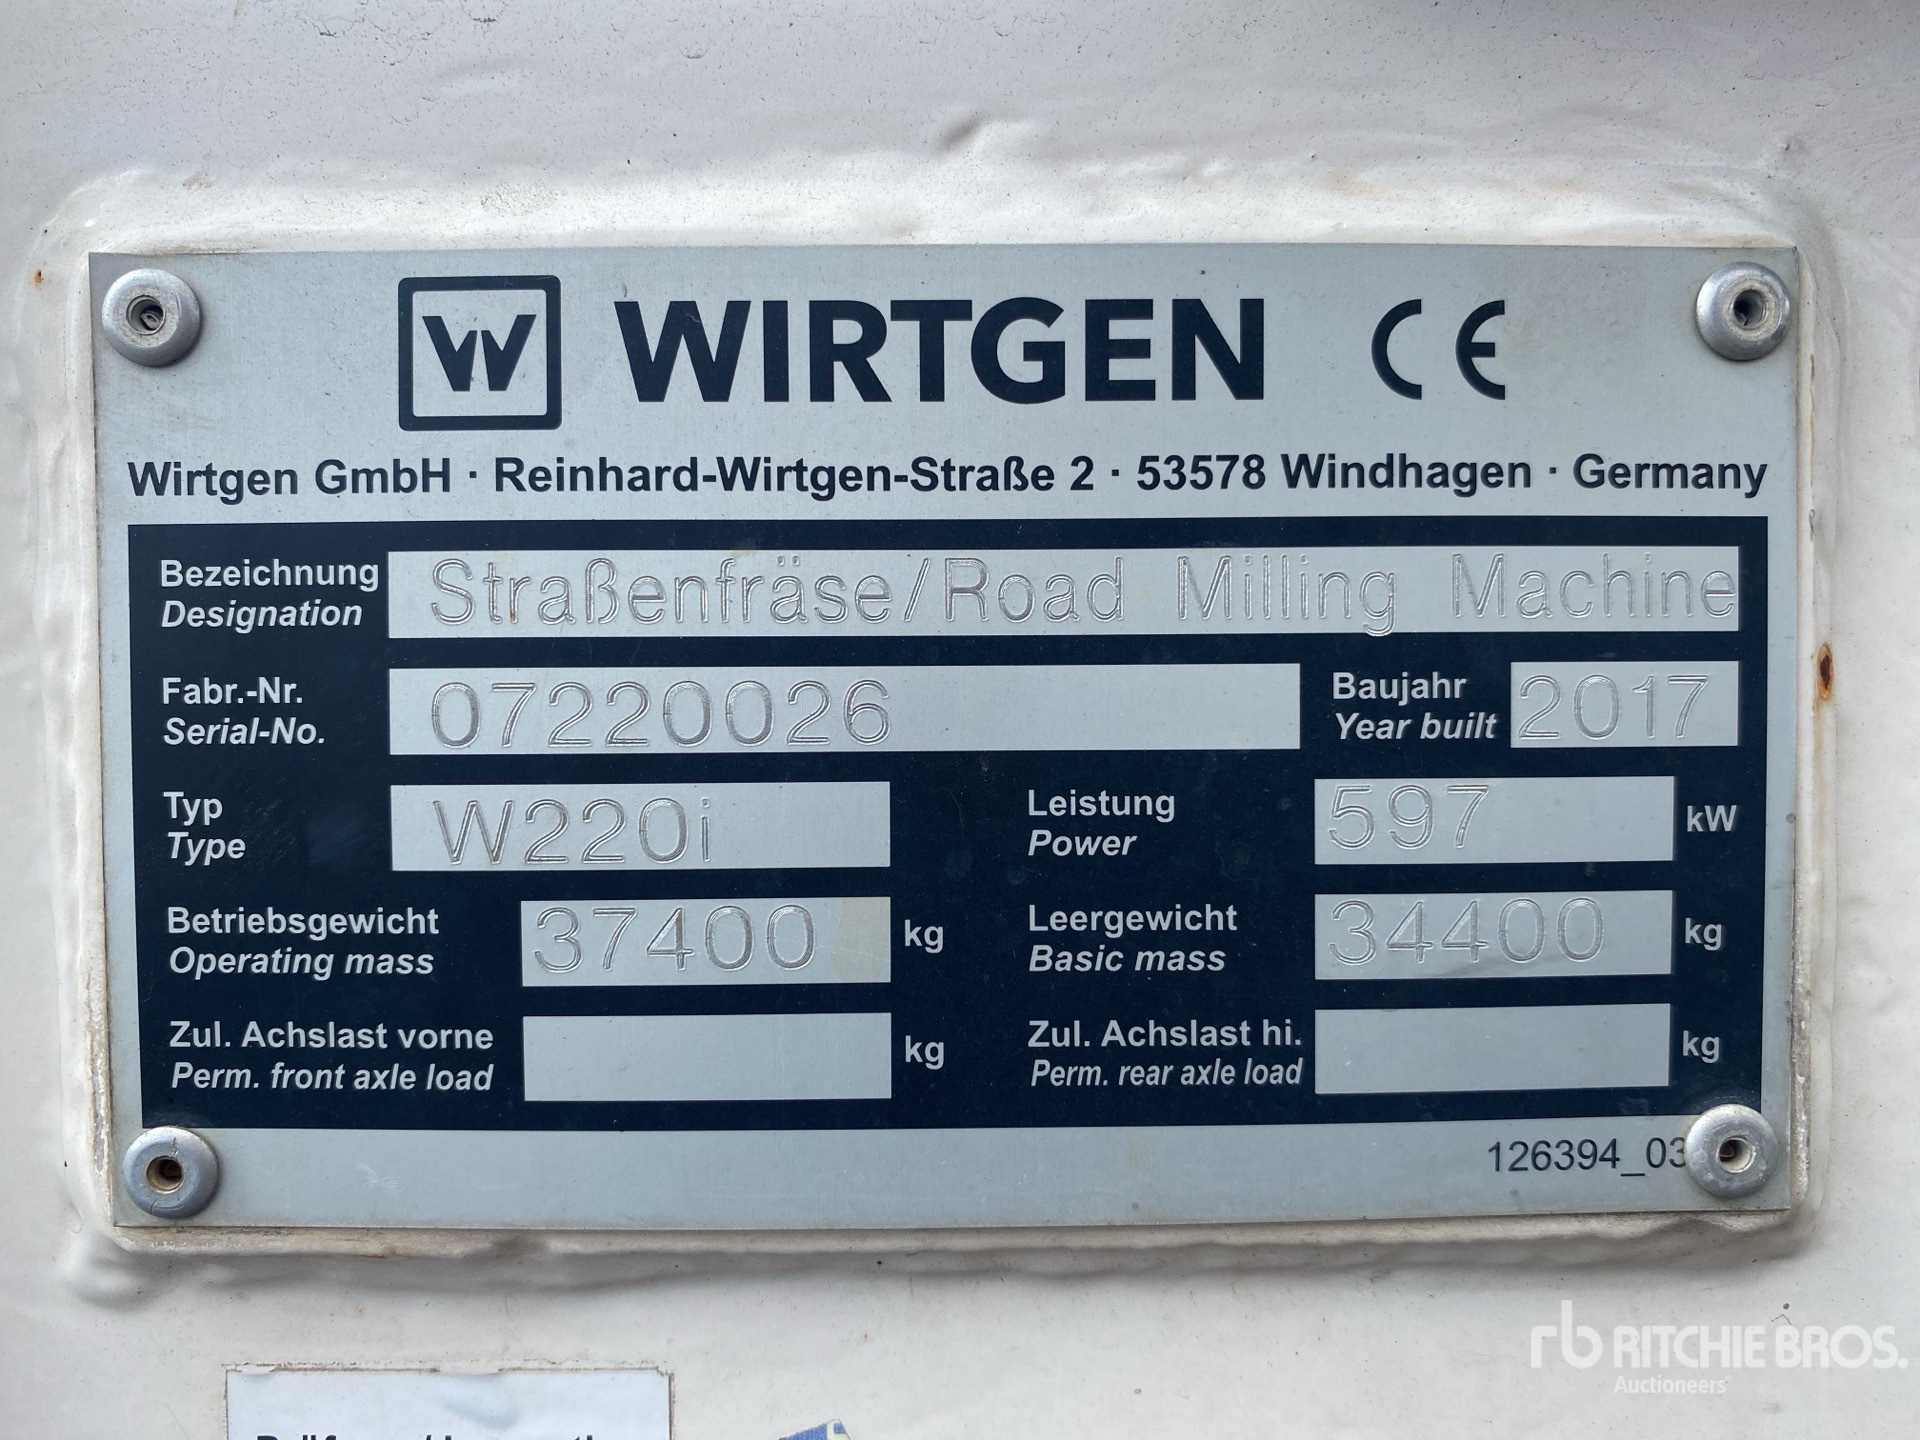 W WIRTGEN CE
Wirtgen GmbH · Reinhard-Wirtgen-Straße 2 · 53578 Windhagen · Germany
Bezeichnung
Designation
Straßenfräse/Road Milling Machine
Fabr.-Nr.
Serial-No.
07220026
Baujahr
Year built
2017
Typ
Type
W220i
Leistung
Power
597 kW
Betriebsgewicht
Operating mass
37400 kg
Leergewicht
Basic mass
34400 kg
Zul. Achslast vorne
Perm. front axle load
kg
Zul. Achslast hi.
Perm. rear axle load
kg
126394_03
rb RITCHIE BROS.
Auctioneers